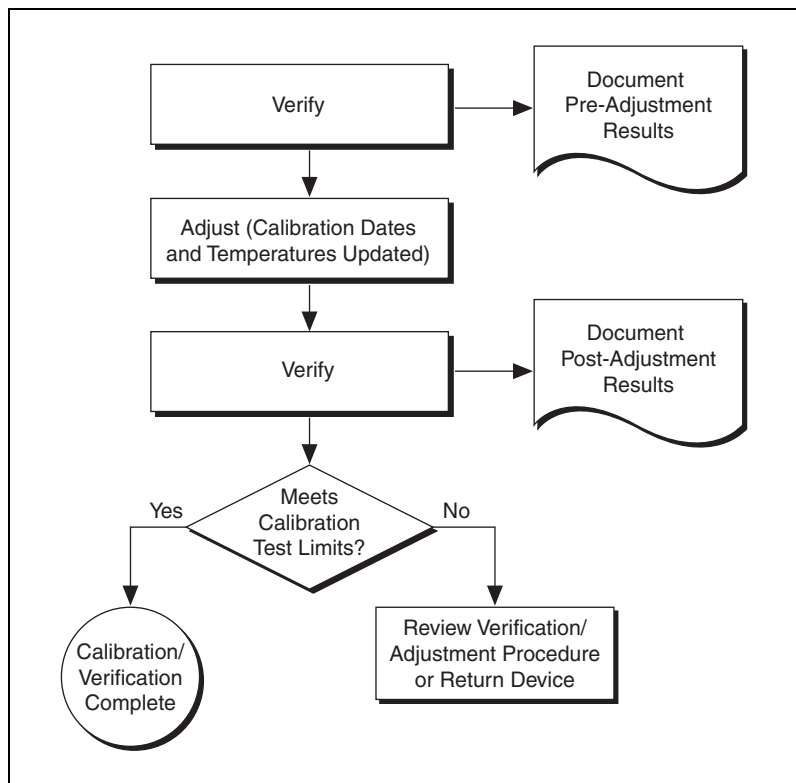 Verify
Document
Pre-Adjustment
Results
Adjust (Calibration Dates
and Temperatures Updated)
Verify
Document
Post-Adjustment
Results
Meets
Calibration
Test Limits?
Yes
No
Calibration/
Verification
Complete
Review Verification/
Adjustment Procedure
or Return Device